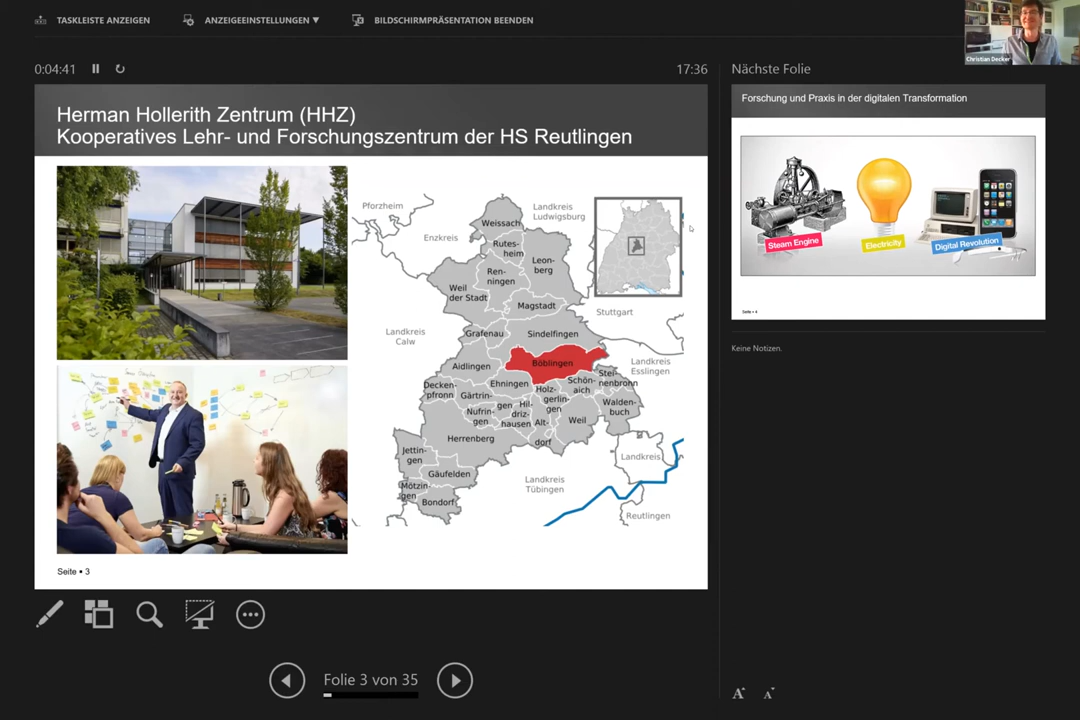 TASKLEISTE ANZEIGEN
ANZEIGEEINSTELLUNGEN ▼
BILDSCHIRMPRÄSENTATION BEENDEN
Christian Decker
0:04:41
17:36
Nächste Folie
Herman Hollerith Zentrum (HHZ)
Kooperatives Lehr- und Forschungszentrum der HS Reutlingen
Pforzheim
Enzkreis
Landkreis
Ludwigsburg
Weissach
Rutes-
heim
Leon-
berg
Ren-
ningen
Weil
der Stadt
Magstadt
Stuttgart
Landkreis
Calw
Grafenau
Sindelfingen
Böblingen
Landkreis
Esslingen
Aidlingen
Decken-
pfronn
Ehningen
Gärtrin-
gen
Holz-
gerlin-
gen
Schön-
aich
Stei-
nenbronn
Walden-
buch
Nufrin-
gen
Hil-
driz-
hausen
Alt-
dorf
Weil
Herrenberg
Jettin-
gen
Gäufelden
Mötzin-
gen
Bondorf
Landkreis
Tübingen
Landkreis
Reutlingen
Seite ▪ 3
Forschung und Praxis in der digitalen Transformation
Steam Engine
Electricity
Digital Revolution
Seite ▪ 4
Keine Notizen.
Folie 3 von 35
A
A